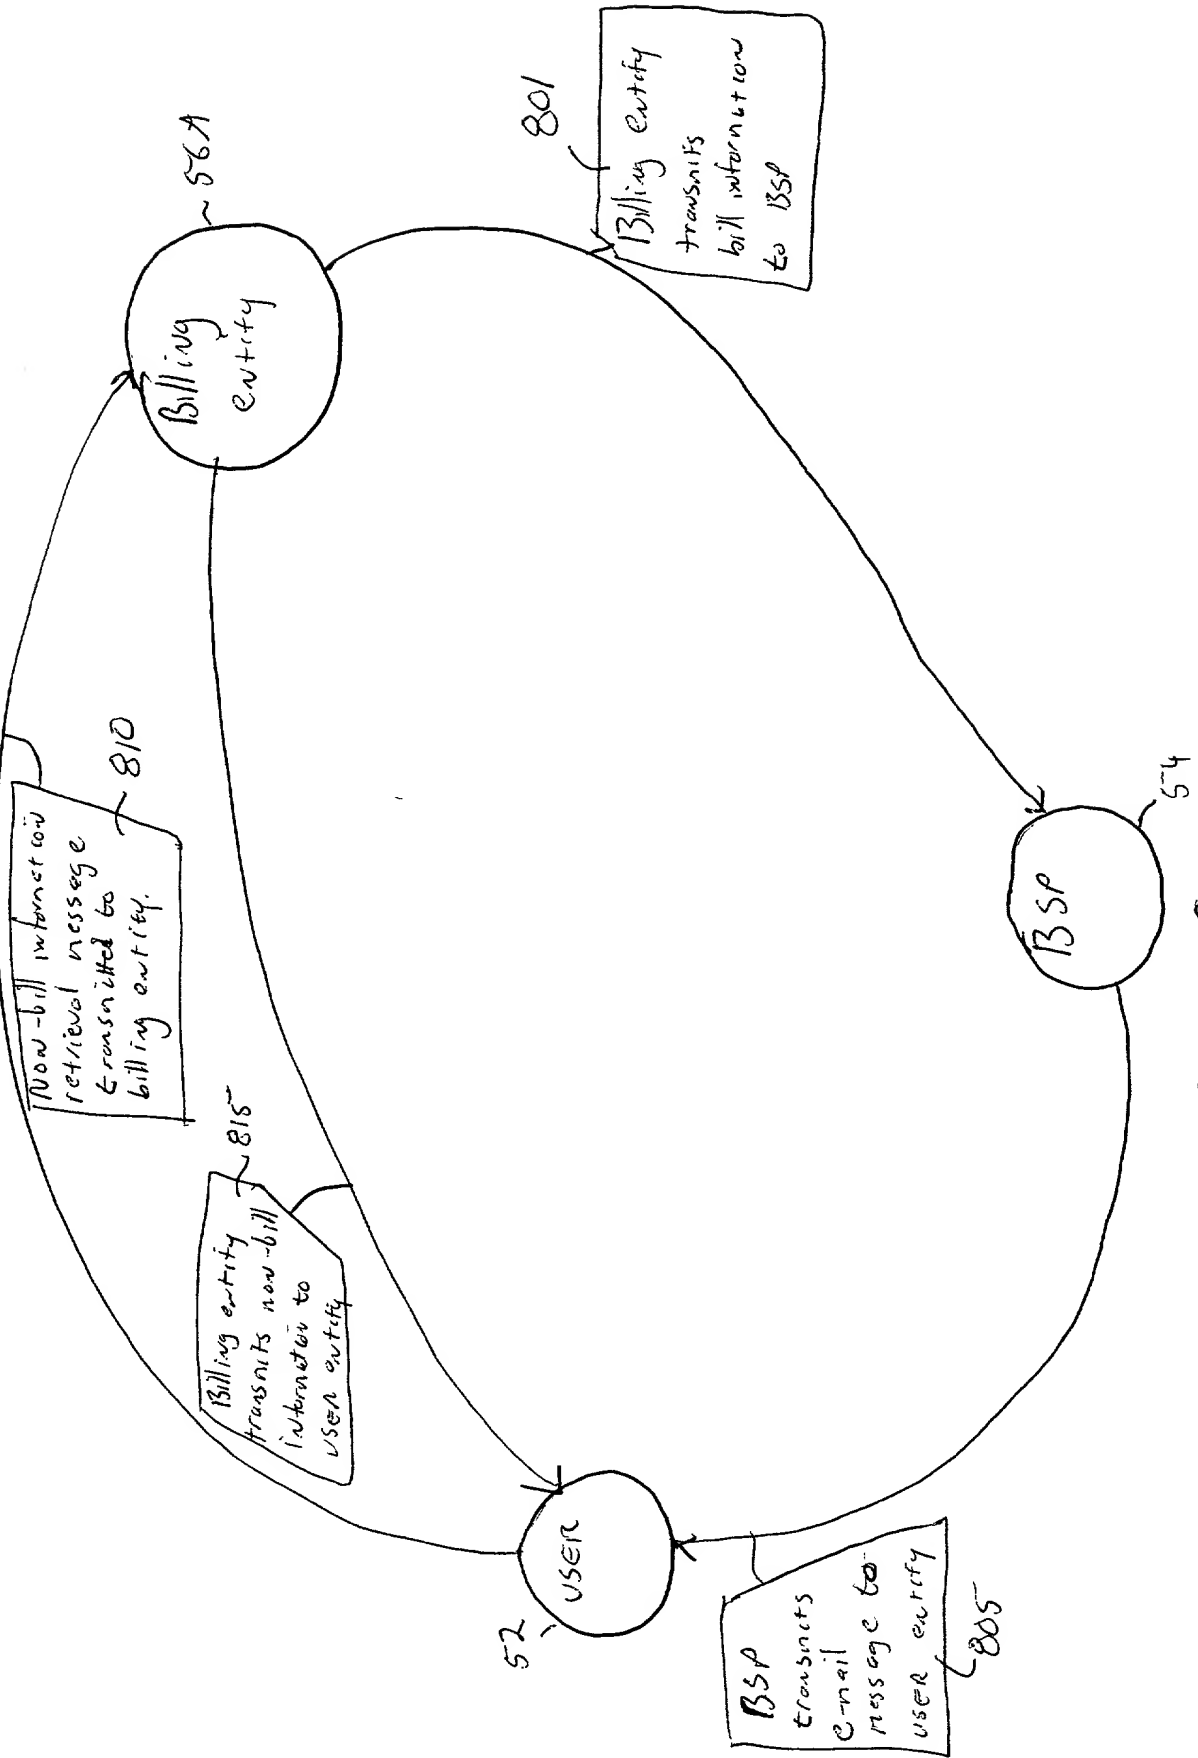 Non-bill information
retrieval message
transmitted to
billing entity.
810
Billing entity
transmits non-bill
information to
USER entity
815
Billing
entity
56A
Billing entity
transmits
bill information
to BSP
801
USER
52
BSP
54
BSP
transmits
e-mail
message to
USER entity
805